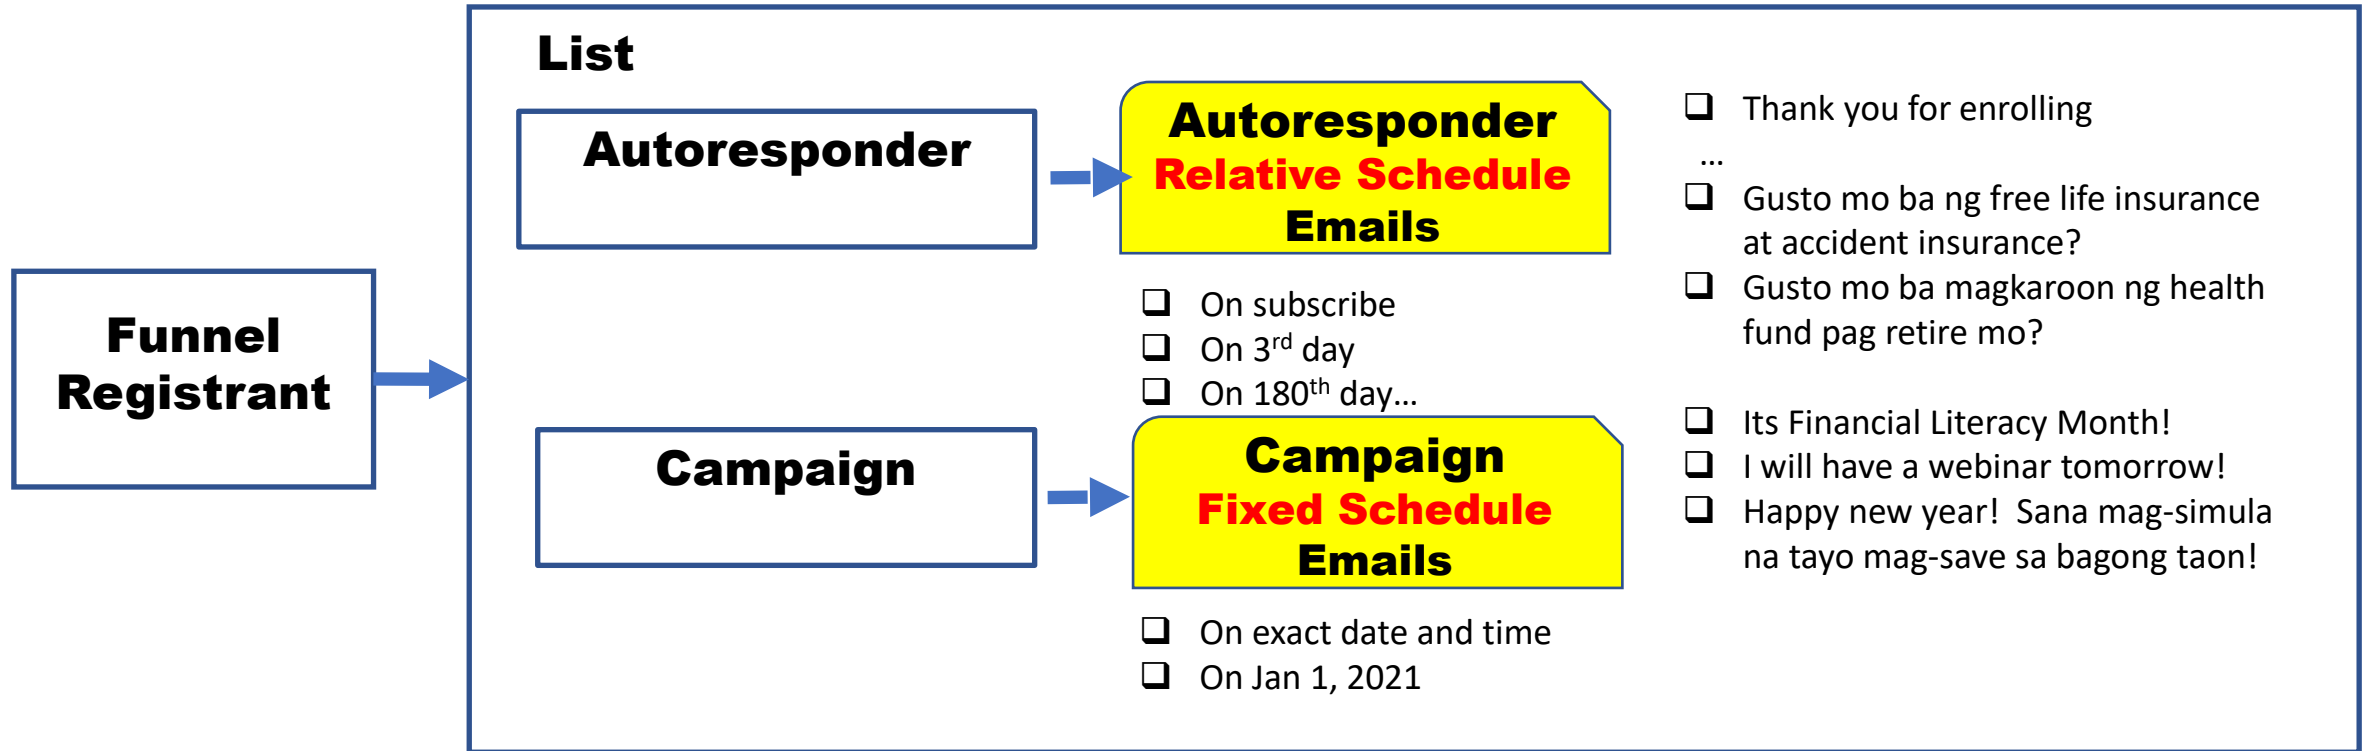 List
Funnel
Registrant
Autoresponder
Autoresponder
Relative Schedule
Emails
❑ On subscribe
❑ On 3rd day
❑ On 180th day...
❑ Thank you for enrolling
...
❑ Gusto mo ba ng free life insurance
at accident insurance?
❑ Gusto mo ba magkaroon ng health
fund pag retire mo?
Campaign
Campaign
Fixed Schedule
Emails
❑ On exact date and time
❑ On Jan 1, 2021
❑ Its Financial Literacy Month!
❑ I will have a webinar tomorrow!
❑ Happy new year! Sana mag-simula
na tayo mag-save sa bagong taon!